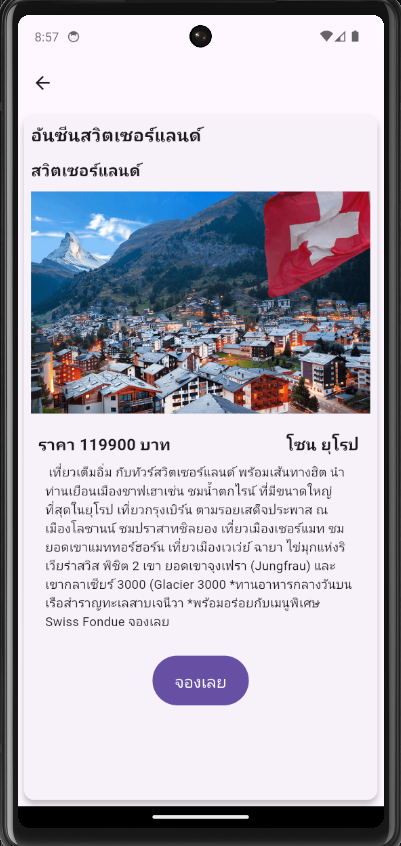 8:57
อันซีนสวิตเซอร์แลนด์
สวิตเซอร์แลนด์
ราคา 119900 บาท
โซน ยุโรป
เที่ยวเต็มอิ่ม กับทัวร์สวิตเซอร์แลนด์ พร้อมเส้นทางฮิต นำ
ท่านเยือนเมืองซาฟเฮาเซ่น ชมน้ำตกไรน์ ที่มีขนาดใหญ่
ที่สุดในยุโรป เที่ยวกรุงเบิร์น ตามรอยเสด็จประพาส ณ
เมืองโลซานน์ ชมปราสาทชิลยอง เที่ยวเมืองเซอร์แมท ชม
ยอดเขาแมททอร์ฮอร์น เที่ยวเมืองเวเว่ย์ ฉายา ไข่มุกแห่งริ
เวียร่าสวิส พิชิต 2 เขา ยอดเขาจุงเฟรา (Jungfrau) และ
เขากลาเซียร์ 3000 (Glacier 3000 *ทานอาหารกลางวันบน
เรือสำราญทะเลสาบเจนีวา *พร้อมอร่อยกับเมนูพิเศษ
Swiss Fondue จองเลย
จองเลย